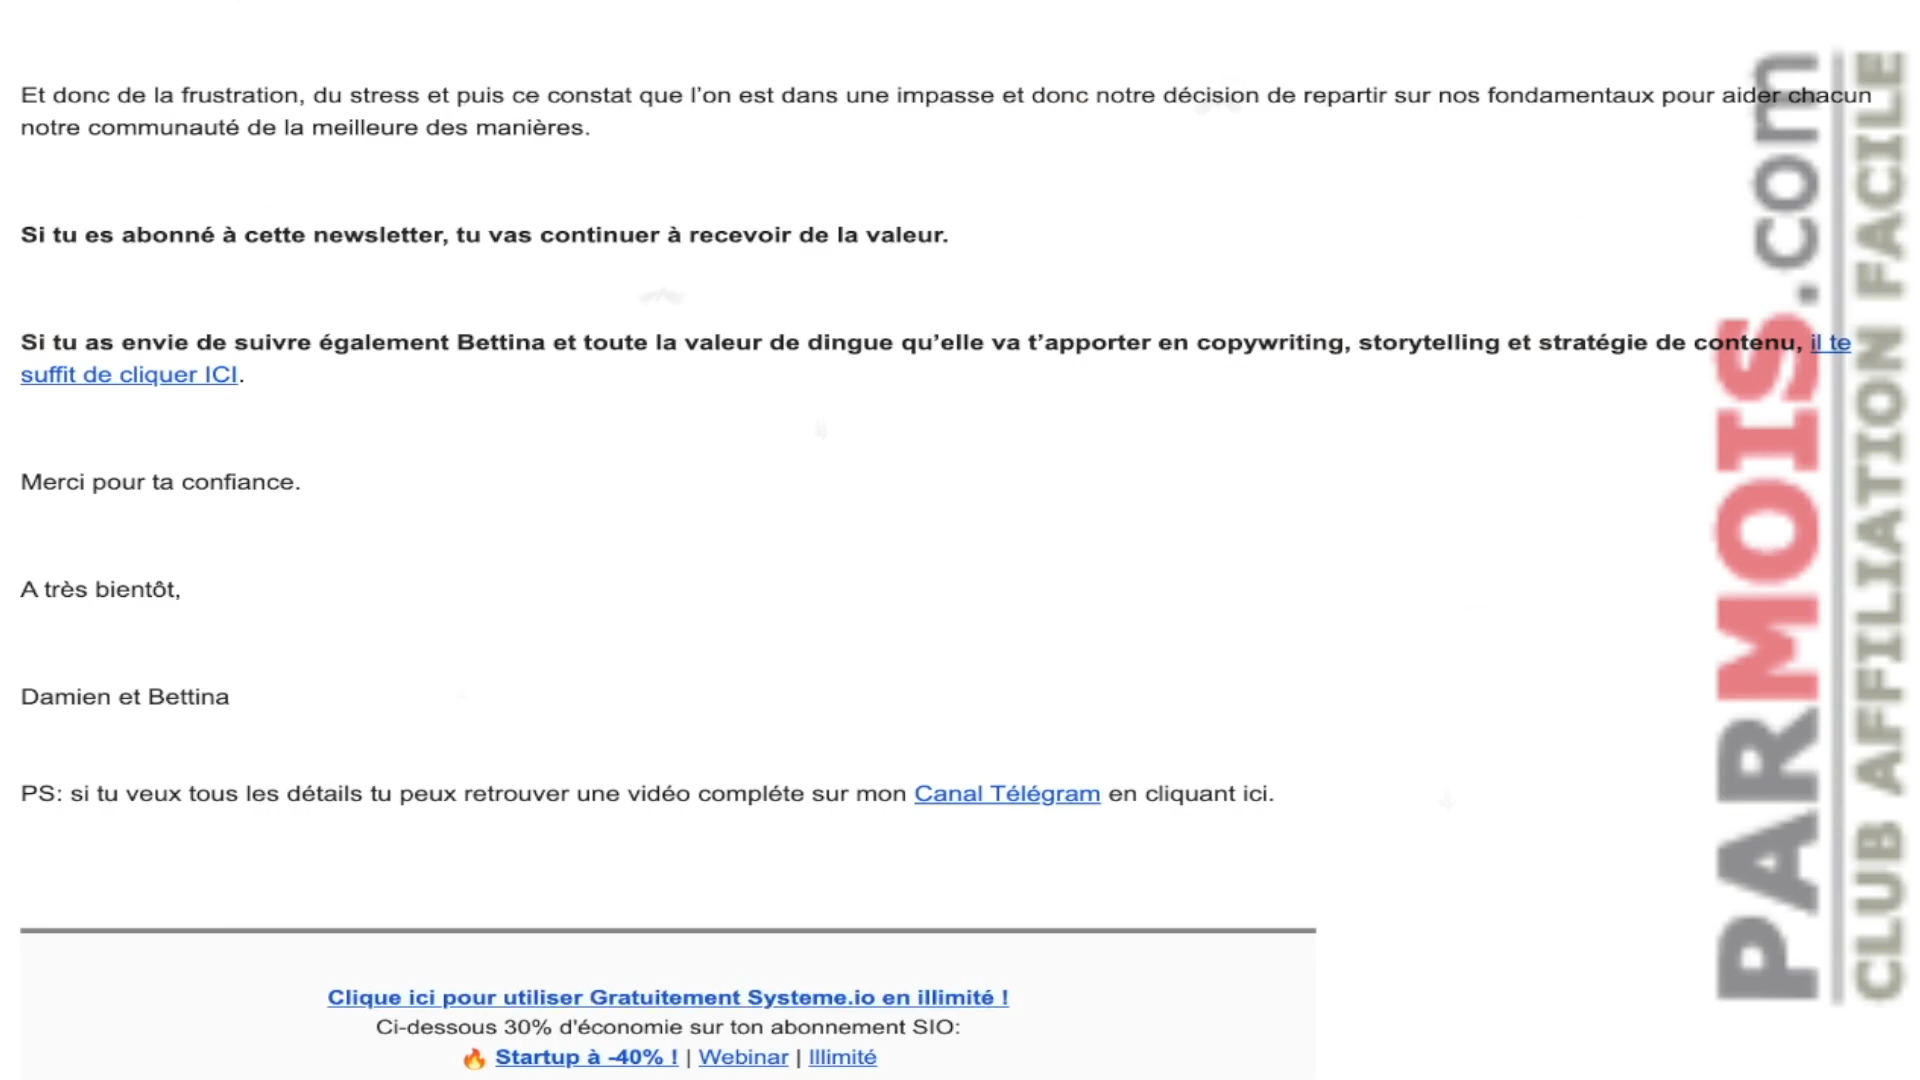 Et donc de la frustration, du stress et puis ce constat que l’on est dans une impasse et donc notre décision de repartir sur nos fondamentaux pour aider chacun
notre communauté de la meilleure des manières.
Si tu es abonné à cette newsletter, tu vas continuer à recevoir de la valeur.
Si tu as envie de suivre également Bettina et toute la valeur de dingue qu’elle va t’apporter en copywriting, storytelling et stratégie de contenu, il te
suffit de cliquer ICI.
Merci pour ta confiance.
A très bientôt,
Damien et Bettina
PS: si tu veux tous les détails tu peux retrouver une vidéo compléte sur mon Canal Télégram en cliquant ici.
Clique ici pour utiliser Gratuitement Systeme.io en illimité !
Ci-dessous 30% d'économie sur ton abonnement SIO:
🔥 Startup à -40% ! | Webinar | Illimité
PARMOIS.com
CLUB AFFILIATION FACILE